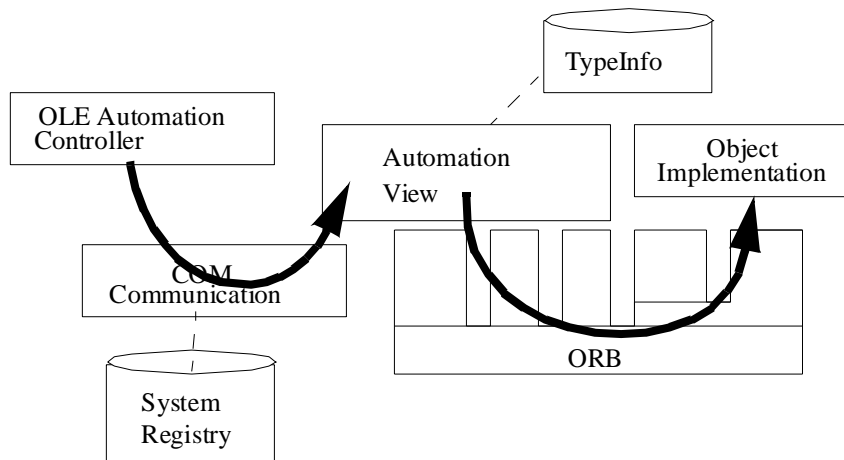 TypeInfo
OLE Automation
Controller
Automation
View
Object
Implementation
COM
Communication
ORB
System
Registry